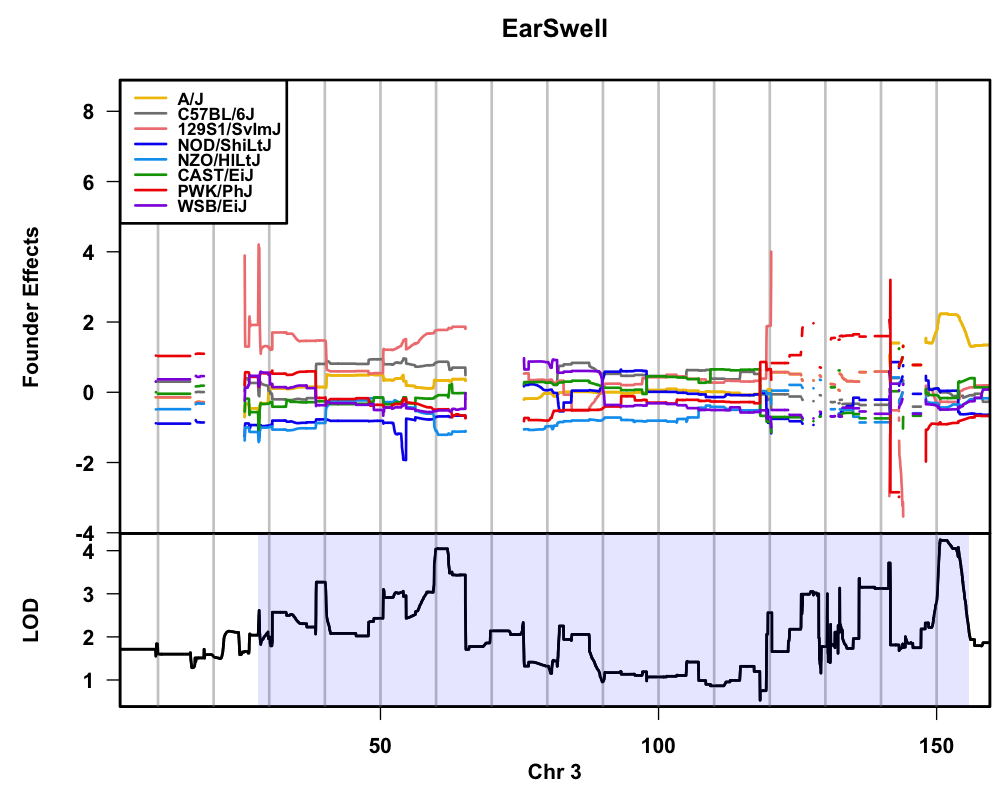 EarSwell
A/J
C57BL/6J
129S1/SvImJ
NOD/ShiLtJ
NZO/HlLtJ
CAST/EiJ
PWK/PhJ
WSB/EiJ
Founder Effects
8
6
4
2
0
-2
-4
LOD
4
3
2
1
50 100 150
Chr 3